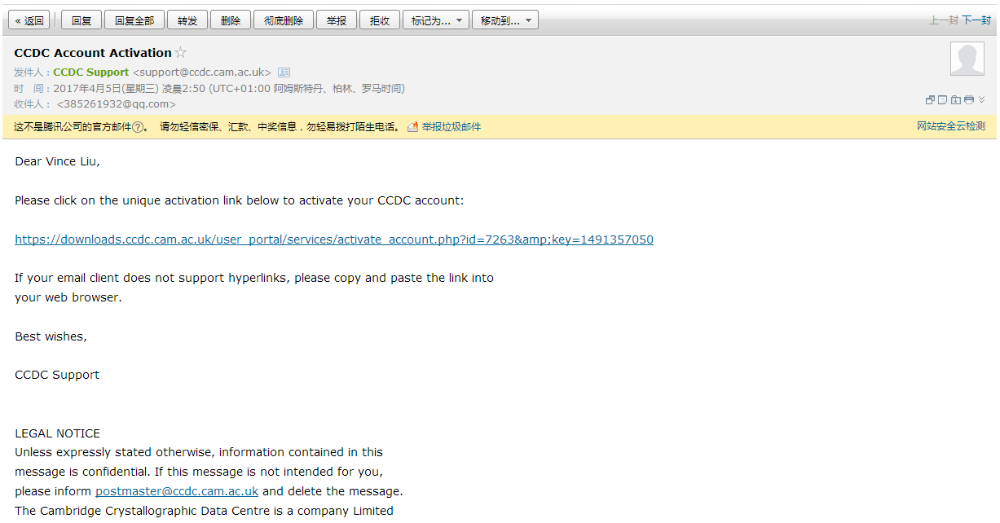 « 返回 回复 回复全部 转发 删除 彻底删除 举报 拒收 标记为... 移动到... 上一封 下一封
CCDC Account Activation
发件人：CCDC Support <support@ccdc.cam.ac.uk>
时 间：2017年4月5日(星期三) 凌晨2:50 (UTC+01:00 阿姆斯特丹、柏林、罗马时间)
收件人： <385261932@qq.com>
这不是腾讯公司的官方邮件?。 请勿轻信密保、汇款、中奖信息，勿轻易拨打陌生电话。 举报垃圾邮件 网站安全云检测
Dear Vince Liu,
Please click on the unique activation link below to activate your CCDC account:
https://downloads.ccdc.cam.ac.uk/user_portal/services/activate_account.php?id=7263&amp;key=1491357050
If your email client does not support hyperlinks, please copy and paste the link into
your web browser.
Best wishes,
CCDC Support
LEGAL NOTICE
Unless expressly stated otherwise, information contained in this
message is confidential. If this message is not intended for you,
please inform postmaster@ccdc.cam.ac.uk and delete the message.
The Cambridge Crystallographic Data Centre is a company Limited